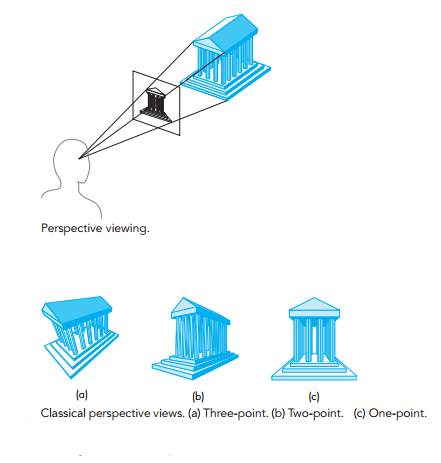 Perspective viewing.
(a) (b) (c)
Classical perspective views. (a) Three-point. (b) Two-point. (c) One-point.